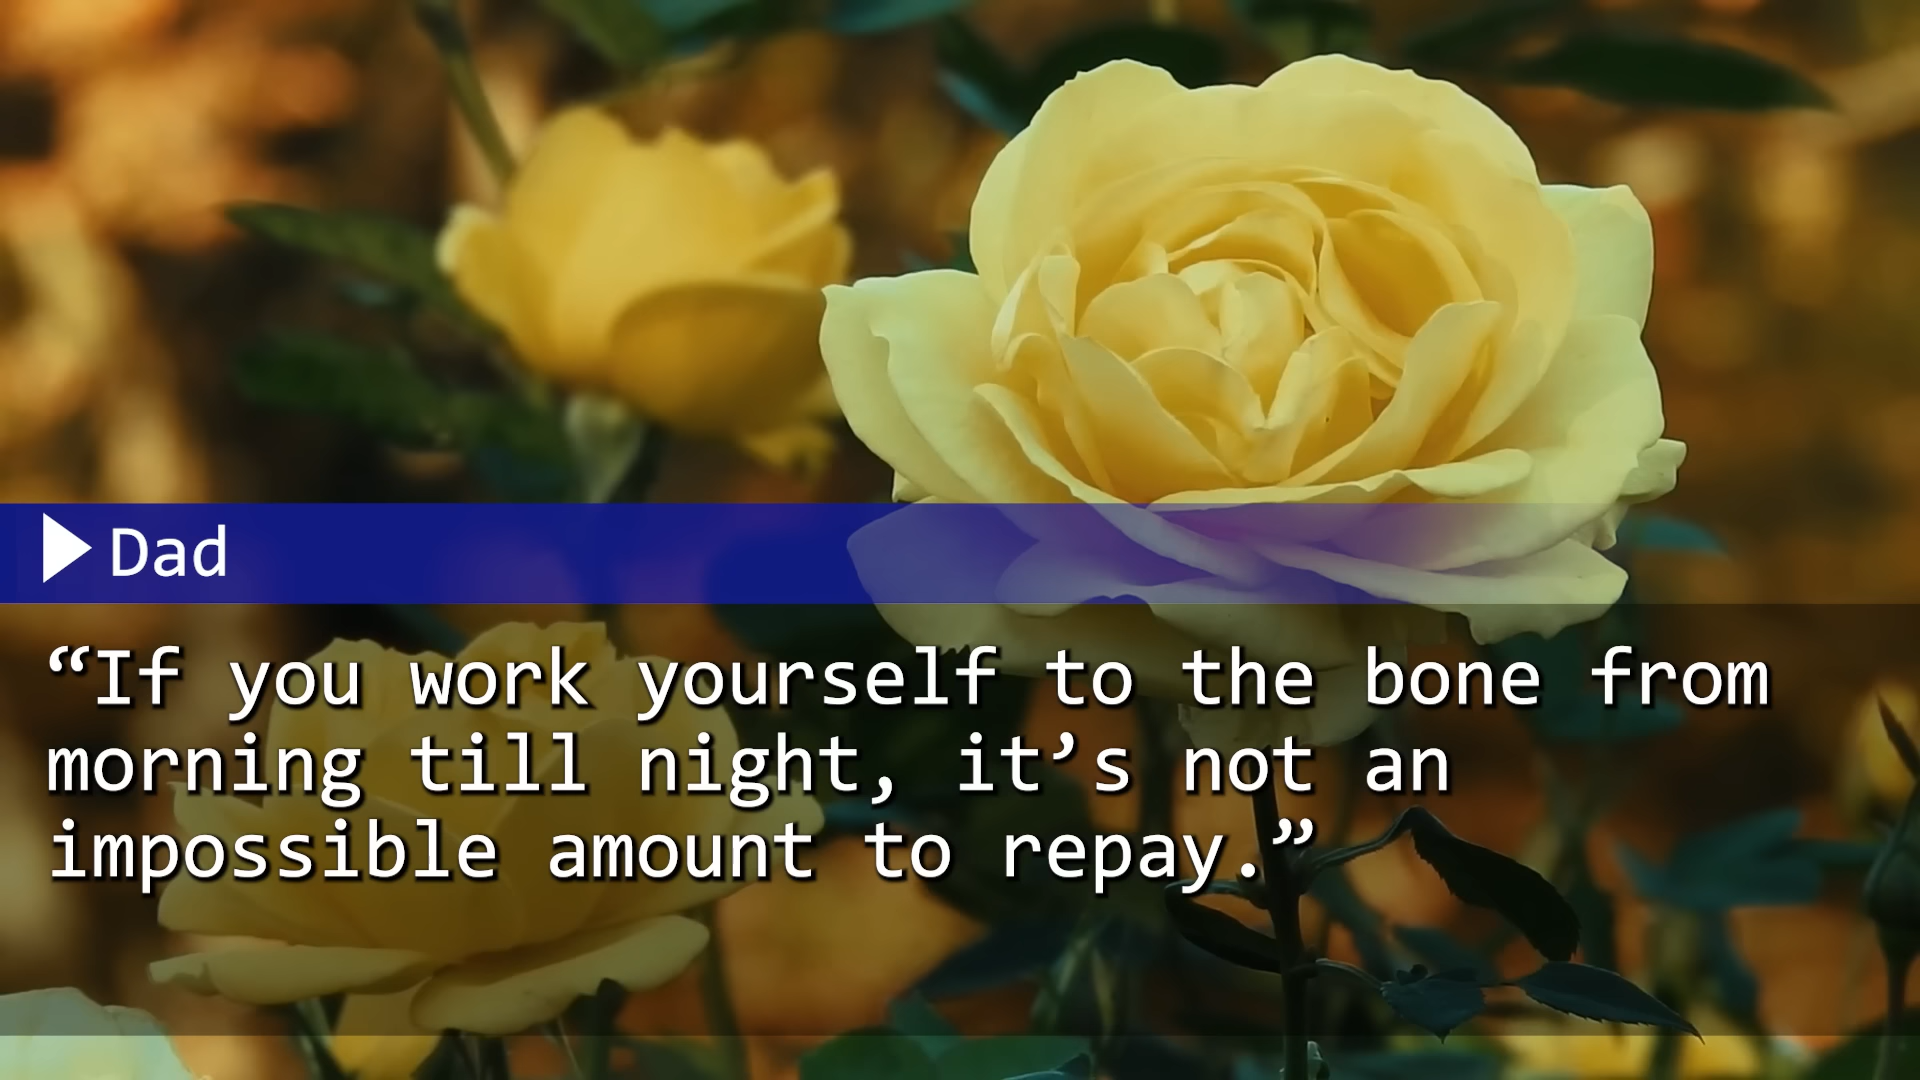 Dad
“If you work yourself to the bone from
morning till night, it’s not an
impossible amount to repay.”